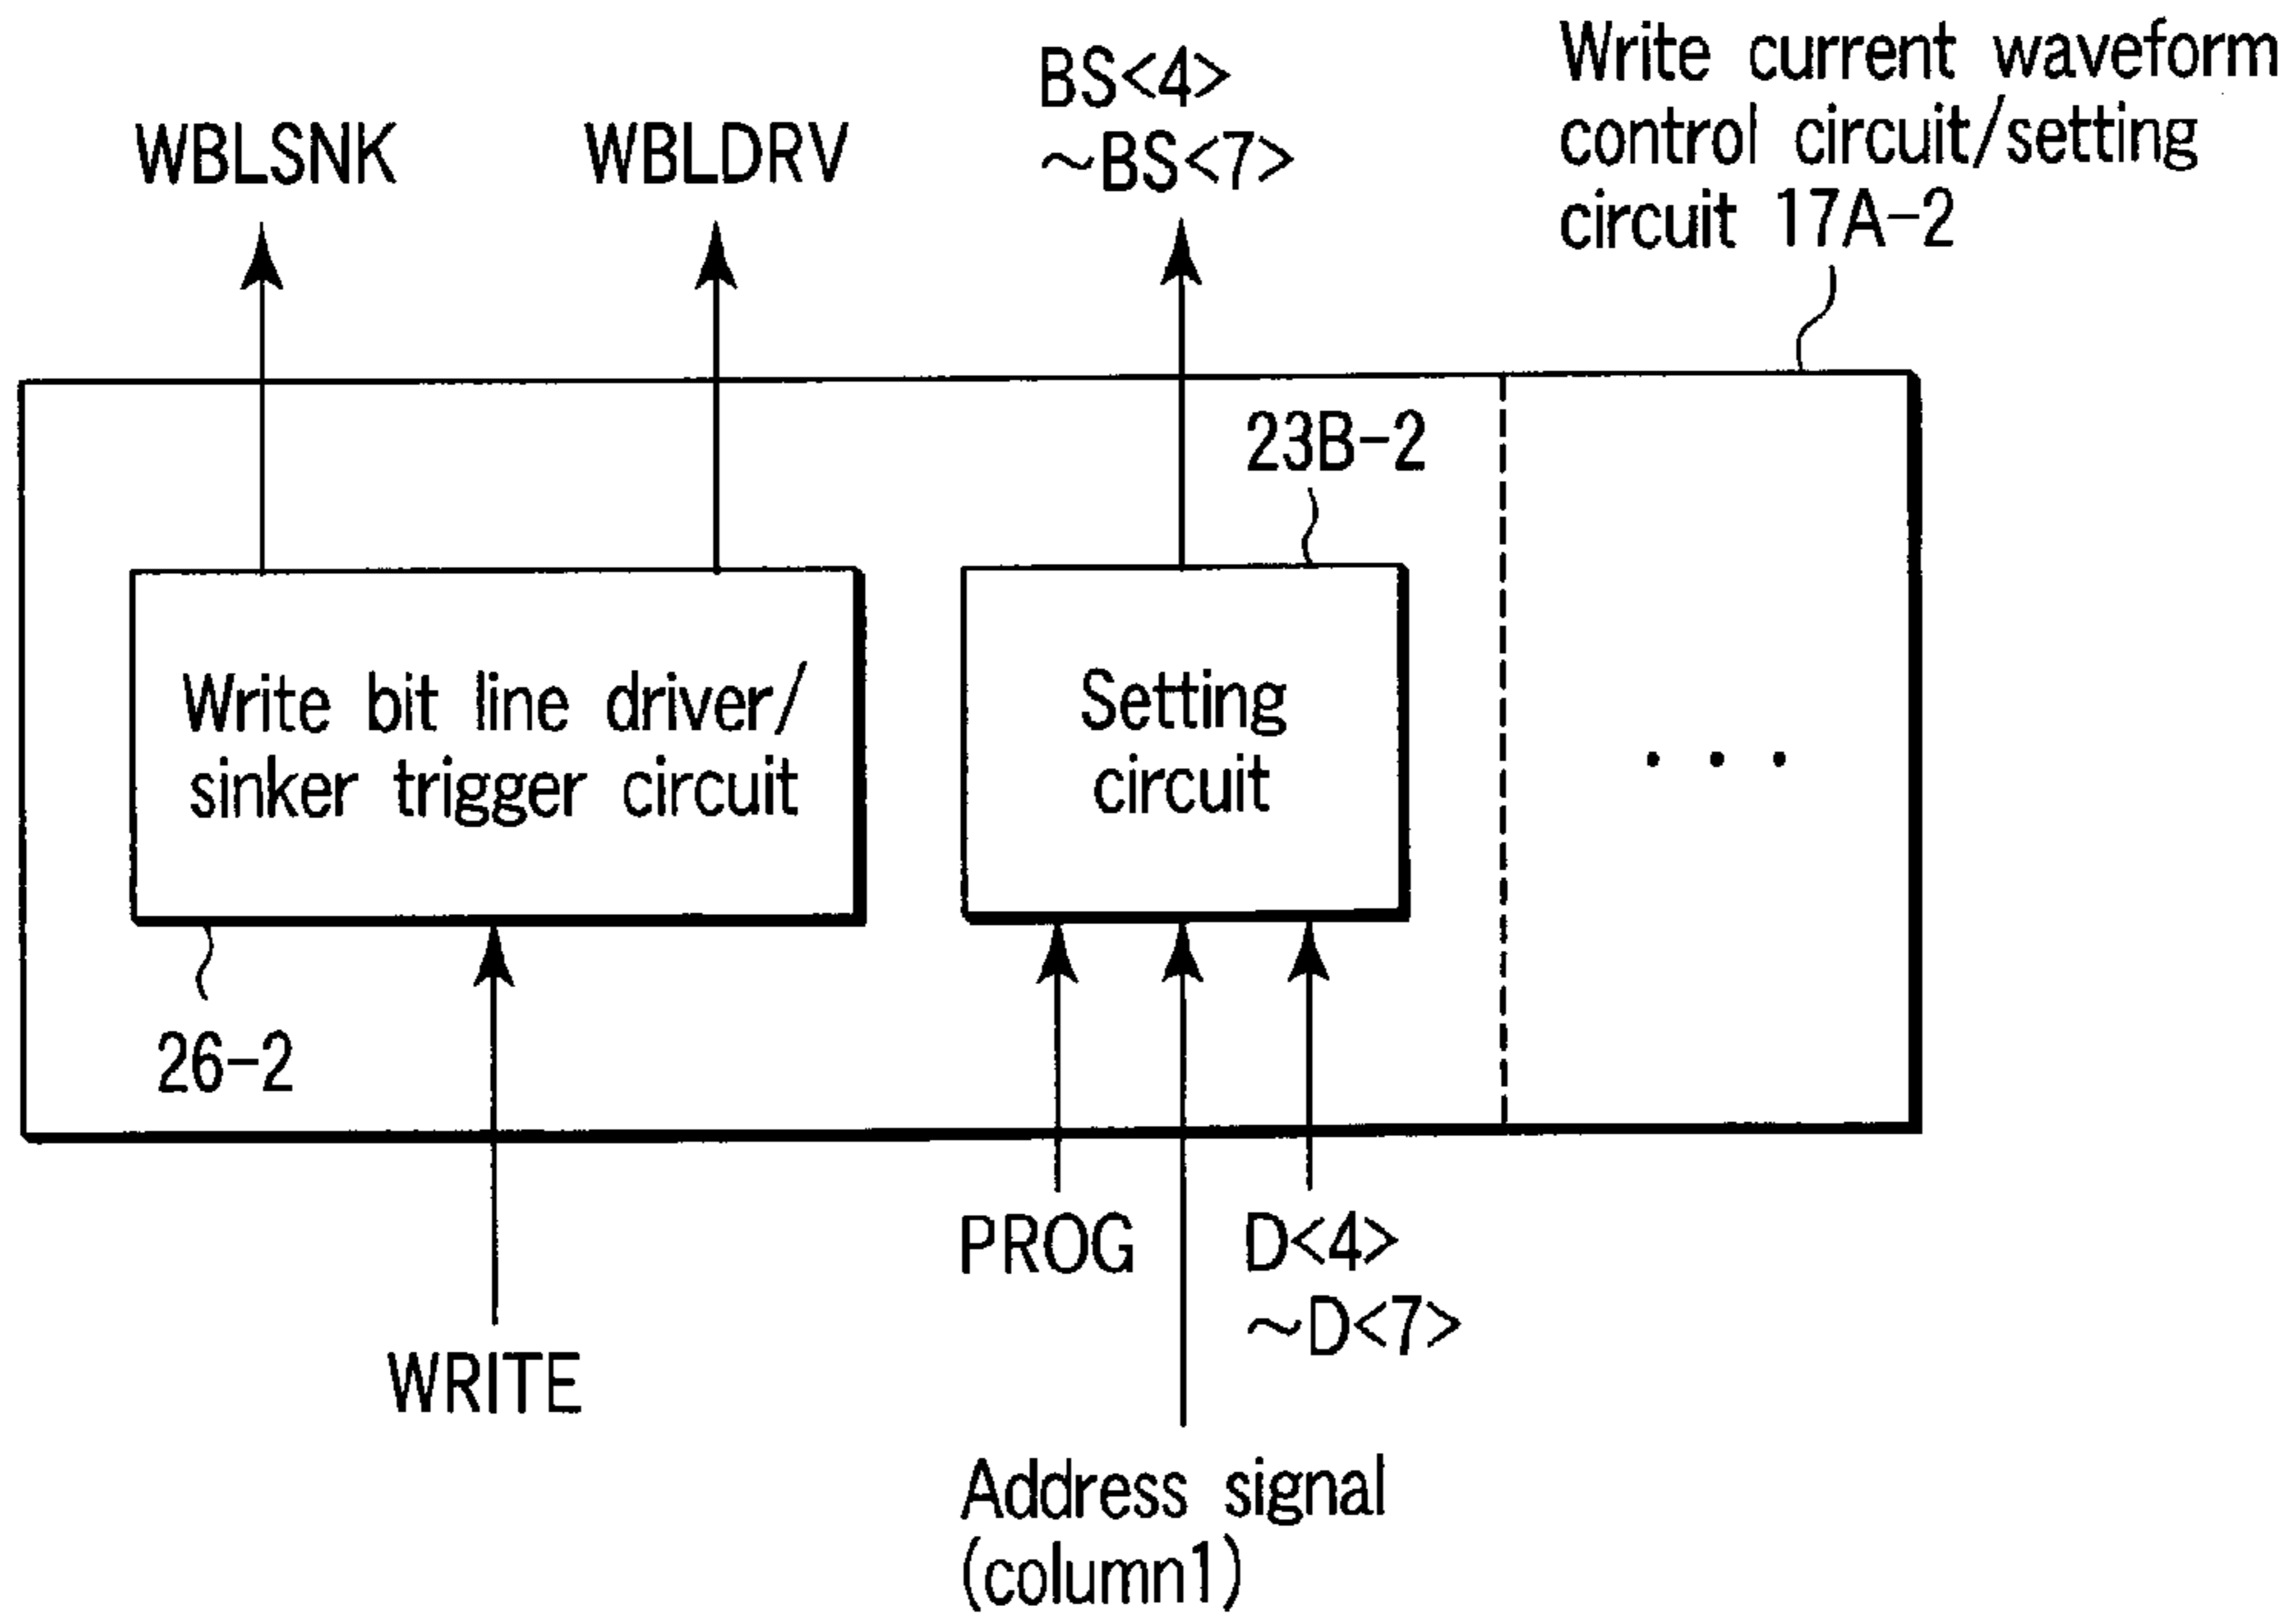 WBLSNK
WBLDRV
BS<4>
~BS<7>
Write current waveform
control circuit/setting
circuit 17A-2
23B-2
Write bit line driver/
sinker trigger circuit
Setting
circuit
• • •
26-2
PROG
D<4>
~D<7>
WRITE
Address signal
(column1)